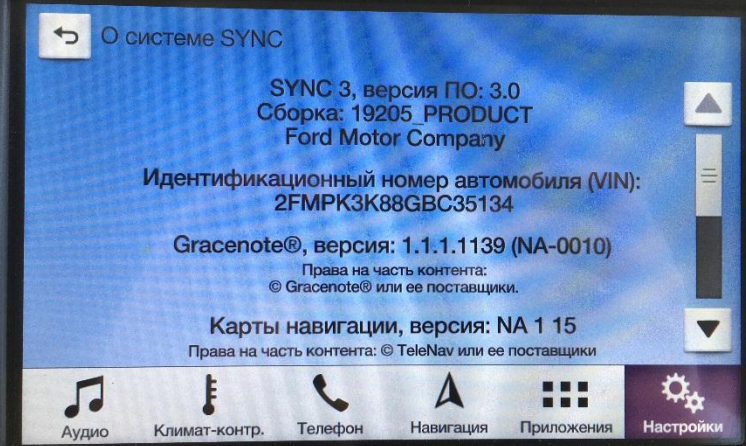 О системе SYNC
SYNC 3, версия ПО: 3.0
Сборка: 19205_PRODUCT
Ford Motor Company
Идентификационный номер автомобиля (VIN):
2FMPK3K88GBC35134
Gracenote®, версия: 1.1.1.1139 (NA-0010)
Права на часть контента:
© Gracenote® или ее поставщики.
Карты навигации, версия: NA 1 15
Права на часть контента: © TeleNav или ее поставщики
Аудио
Климат-контр.
Телефон
Навигация
Приложения
Настройки